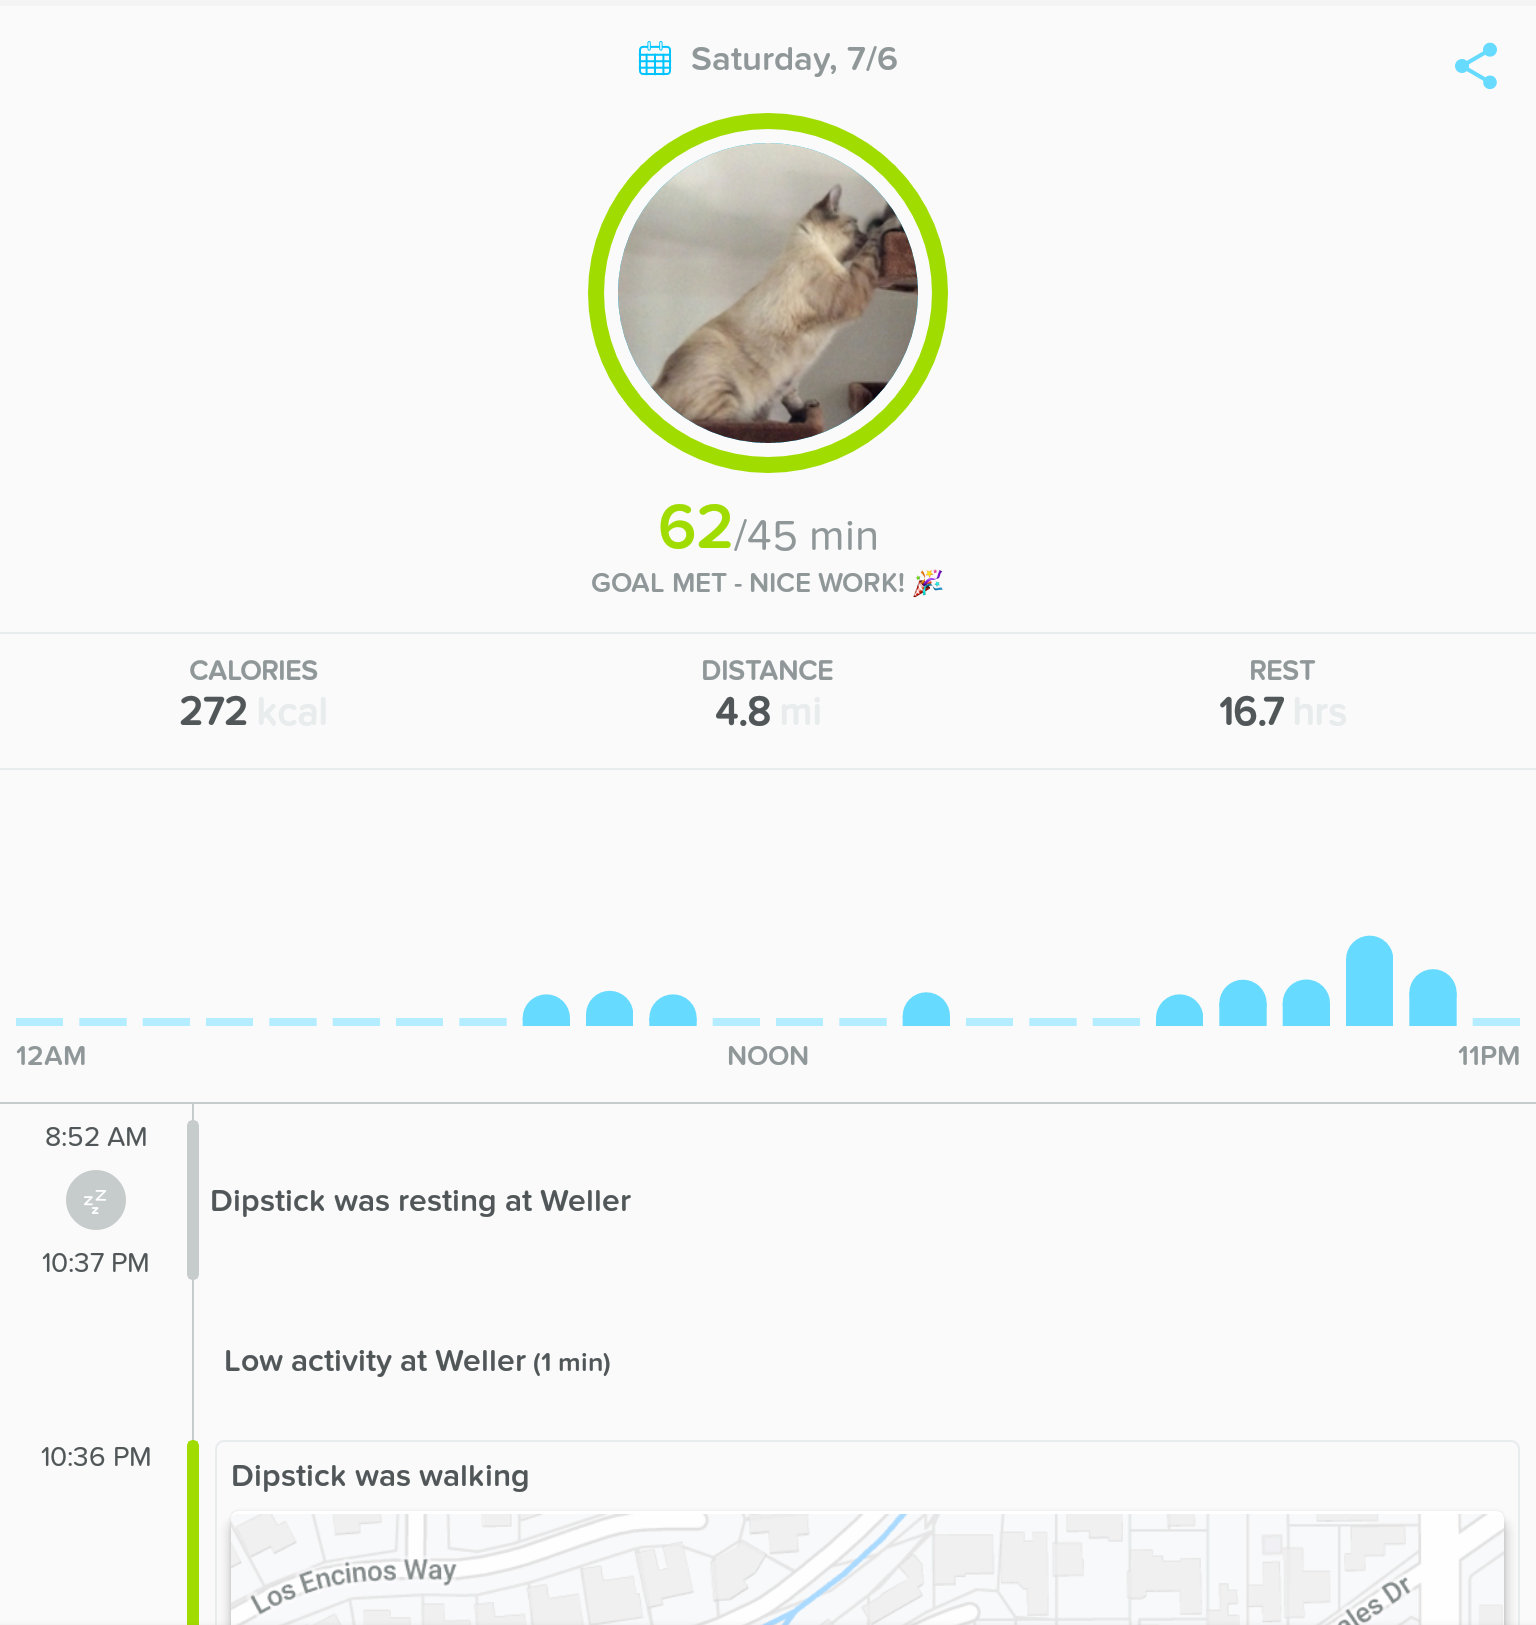 Saturday, 7/6
62/45 min
GOAL MET - NICE WORK! 🎉
CALORIES
272 kcal
DISTANCE
4.8 mi
REST
16.7 hrs
12AM
NOON
11PM
8:52 AM
zZz
Dipstick was resting at Weller
10:37 PM
Low activity at Weller (1 min)
10:36 PM
Dipstick was walking
Los Encinos Way
Dr